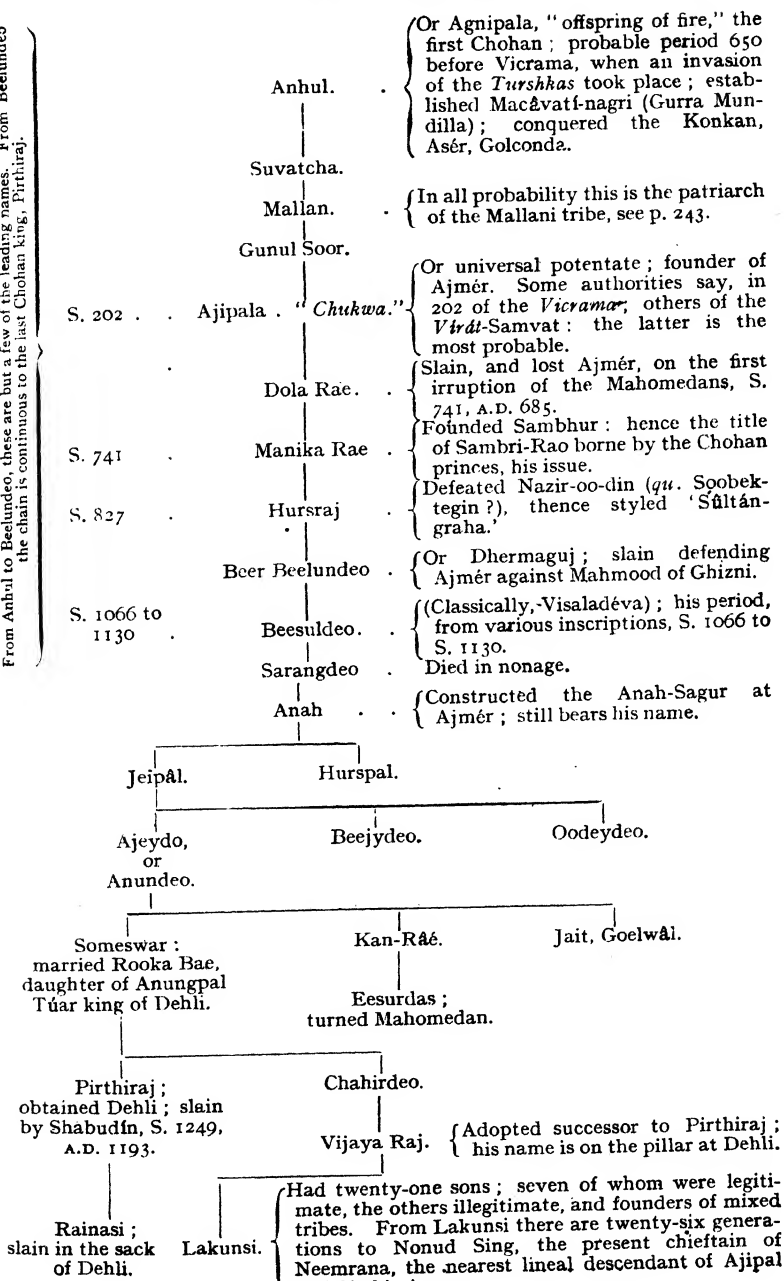 From Anhul to Beelundeo, these are but a few of the leading names. From Beelundeo
the chain is continuous to the last Chohan king, Pirthiraj.
Anhul. .
Or Agnipala, "offspring of fire," the
first Chohan ; probable period 650
before Vicrama, when an invasion
of the Turshkas took place ; estab-
lished Macâvatí-nagri (Gurra Mun-
dilla) ; conquered the Konkan,
Asér, Golconda.
Suvatcha.
Mallan. .
In all probability this is the patriarch
of the Mallani tribe, see p. 243.
Gunul Soor.
S. 202 . . Ajipala . "Chukwa."
Or universal potentate ; founder of
Ajmér. Some authorities say, in
202 of the Vicrama ; others of the
Virát-Samvat : the latter is the
most probable.
Dola Rae. .
Slain, and lost Ajmér, on the first
irruption of the Mahomedans, S.
741, A.D. 685.
S. 741 . Manika Rae .
Founded Sambhur : hence the title
of Sambri-Rao borne by the Chohan
princes, his issue.
S. 827 . Hursraj .
Defeated Nazir-oo-din (qu. Soobek-
tegin ?), thence styled 'Sûltán-
graha.'
Beer Beelundeo .
Or Dhermaguj ; slain defending
Ajmér against Mahmood of Ghizni.
S. 1066 to
1130 . Beesuldeo. .
(Classically, Visaladéva) ; his period,
from various inscriptions, S. 1066 to
S. 1130.
Sarangdeo . Died in nonage.
Anah . .
Constructed the Anah-Sagur at
Ajmér ; still bears his name.
Jeipâl. Hurspal.
Ajeydo, Beejydeo. Oodeydeo.
or
Anundeo.
Someswar : Kan-Râé. Jait, Goelwâl.
married Rooka Bae,
daughter of Anungpal
Túar king of Dehli.
Eesurdas ;
turned Mahomedan.
Pirthiraj ; Chahirdeo.
obtained Dehli ; slain
by Shabudín, S. 1249,
A.D. 1193.
Vijaya Raj.
Adopted successor to Pirthiraj ;
his name is on the pillar at Dehli.
Rainasi ;
slain in the sack
of Dehli.
Lakunsi.
Had twenty-one sons ; seven of whom were legiti-
mate, the others illegitimate, and founders of mixed
tribes. From Lakunsi there are twenty-six genera-
tions to Nonud Sing, the present chieftain of
Neemrana, the nearest lineal descendant of Ajipal